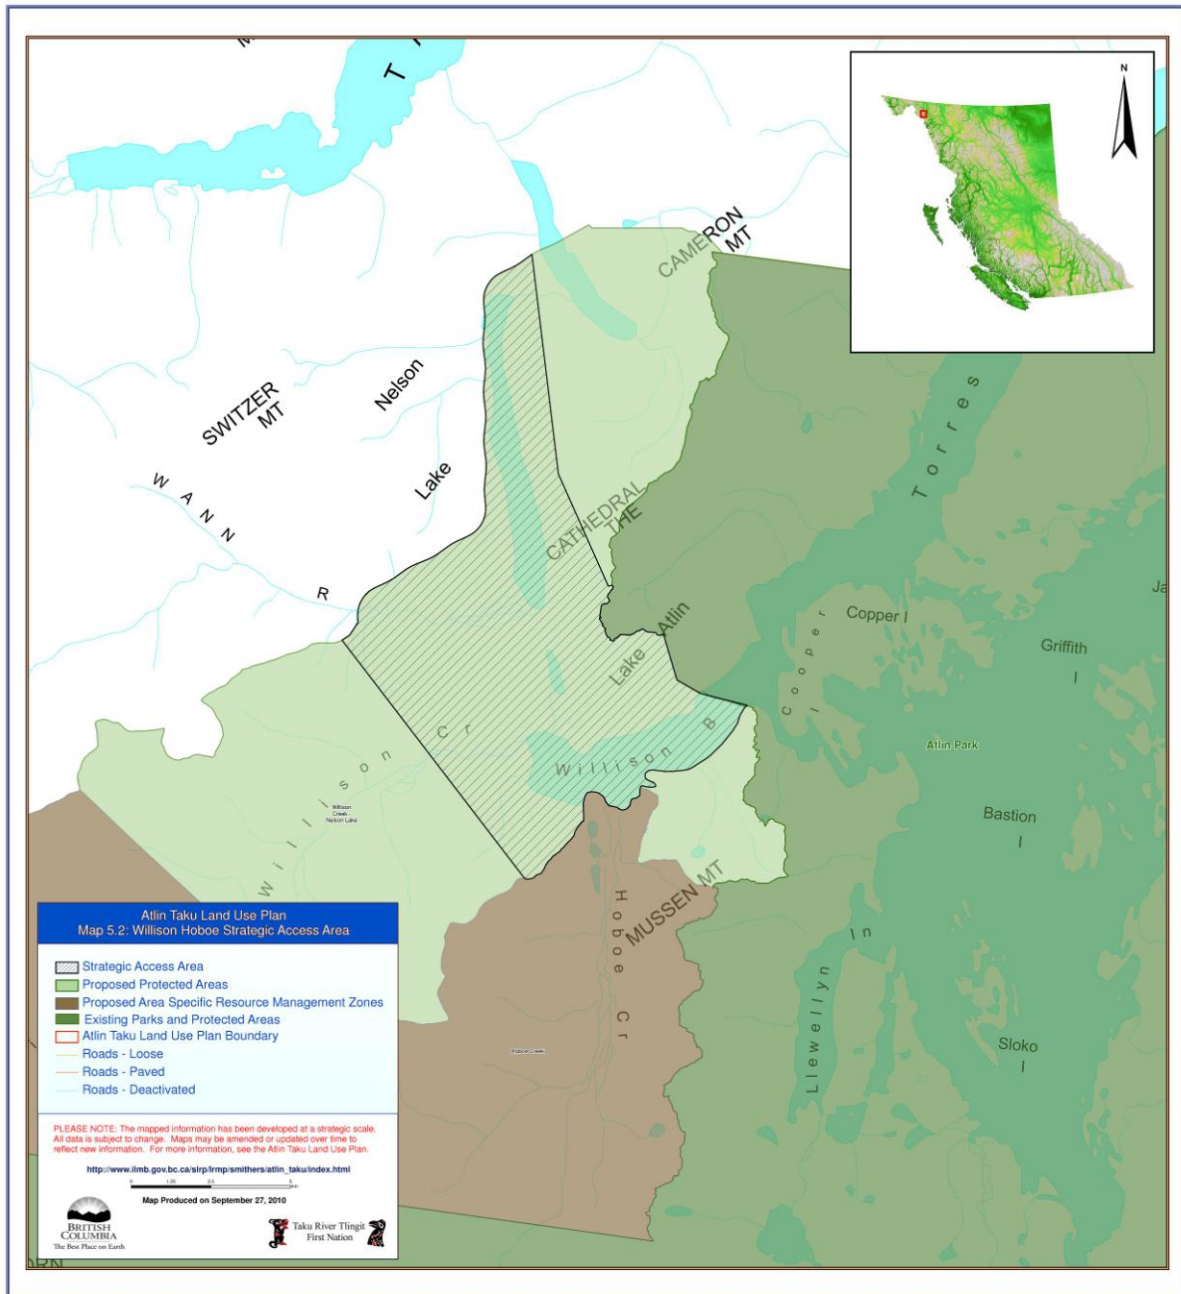 T
N
CAMERON
MT
SWITZER
MT
Nelson
Lake
WANN
R
CATHEDRAL
THE
Torres
Atlin
Lake
Copper I
Cooper
I
Griffith
I
Willison Cr
Willison B
Atlin Park
Willison
Creek -
Nelson Lake
Bastion
I
MUSSEN MT
Hoboe Cr
Llewellyn In
Hoboe Creek
Sloko
I
Atlin Taku Land Use Plan
Map 5.2: Willison Hoboe Strategic Access Area
Strategic Access Area
Proposed Protected Areas
Proposed Area Specific Resource Management Zones
Existing Parks and Protected Areas
Atlin Taku Land Use Plan Boundary
Roads - Loose
Roads - Paved
Roads - Deactivated
PLEASE NOTE: The mapped information has been developed at a strategic scale.
All data is subject to change. Maps may be amended or updated over time to
reflect new information. For more information, see the Atlin Taku Land Use Plan.
http://www.ilmb.gov.bc.ca/slrp/lrmp/smithers/atlin_taku/index.html
Map Produced on September 27, 2010
BRITISH
COLUMBIA
The Best Place on Earth
Taku River Tlingit
First Nation